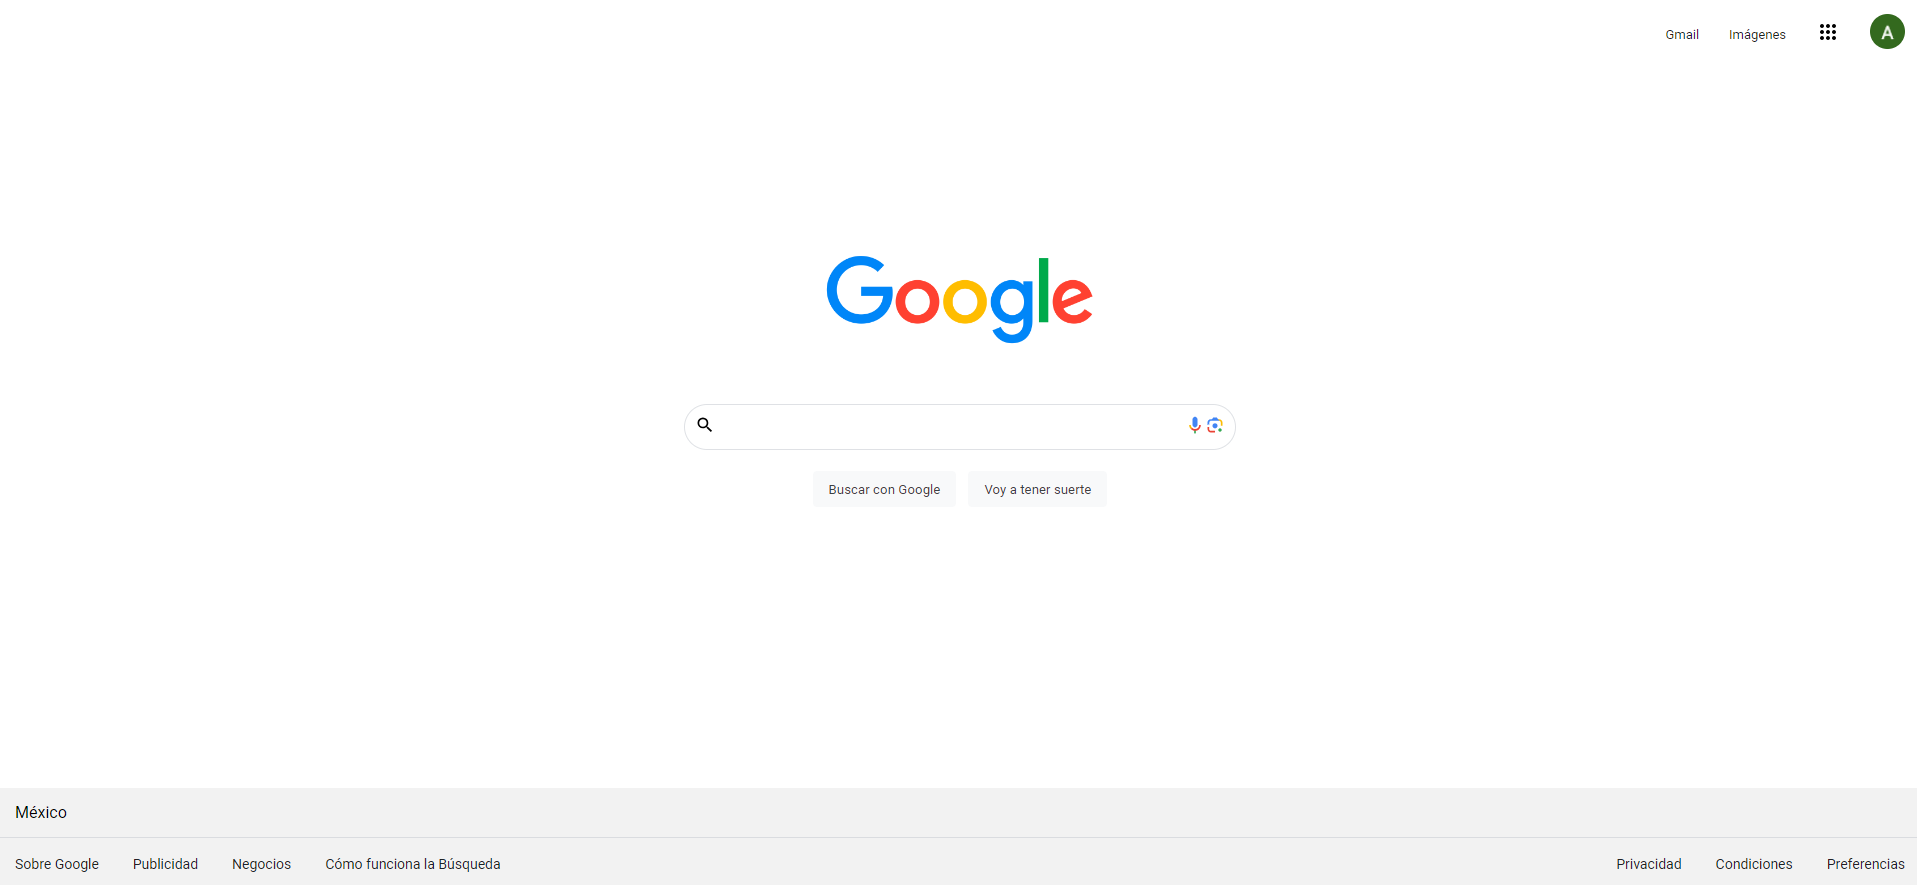 Gmail Imágenes A
Google
Buscar con Google Voy a tener suerte
México
Sobre Google Publicidad Negocios Cómo funciona la Búsqueda Privacidad Condiciones Preferencias